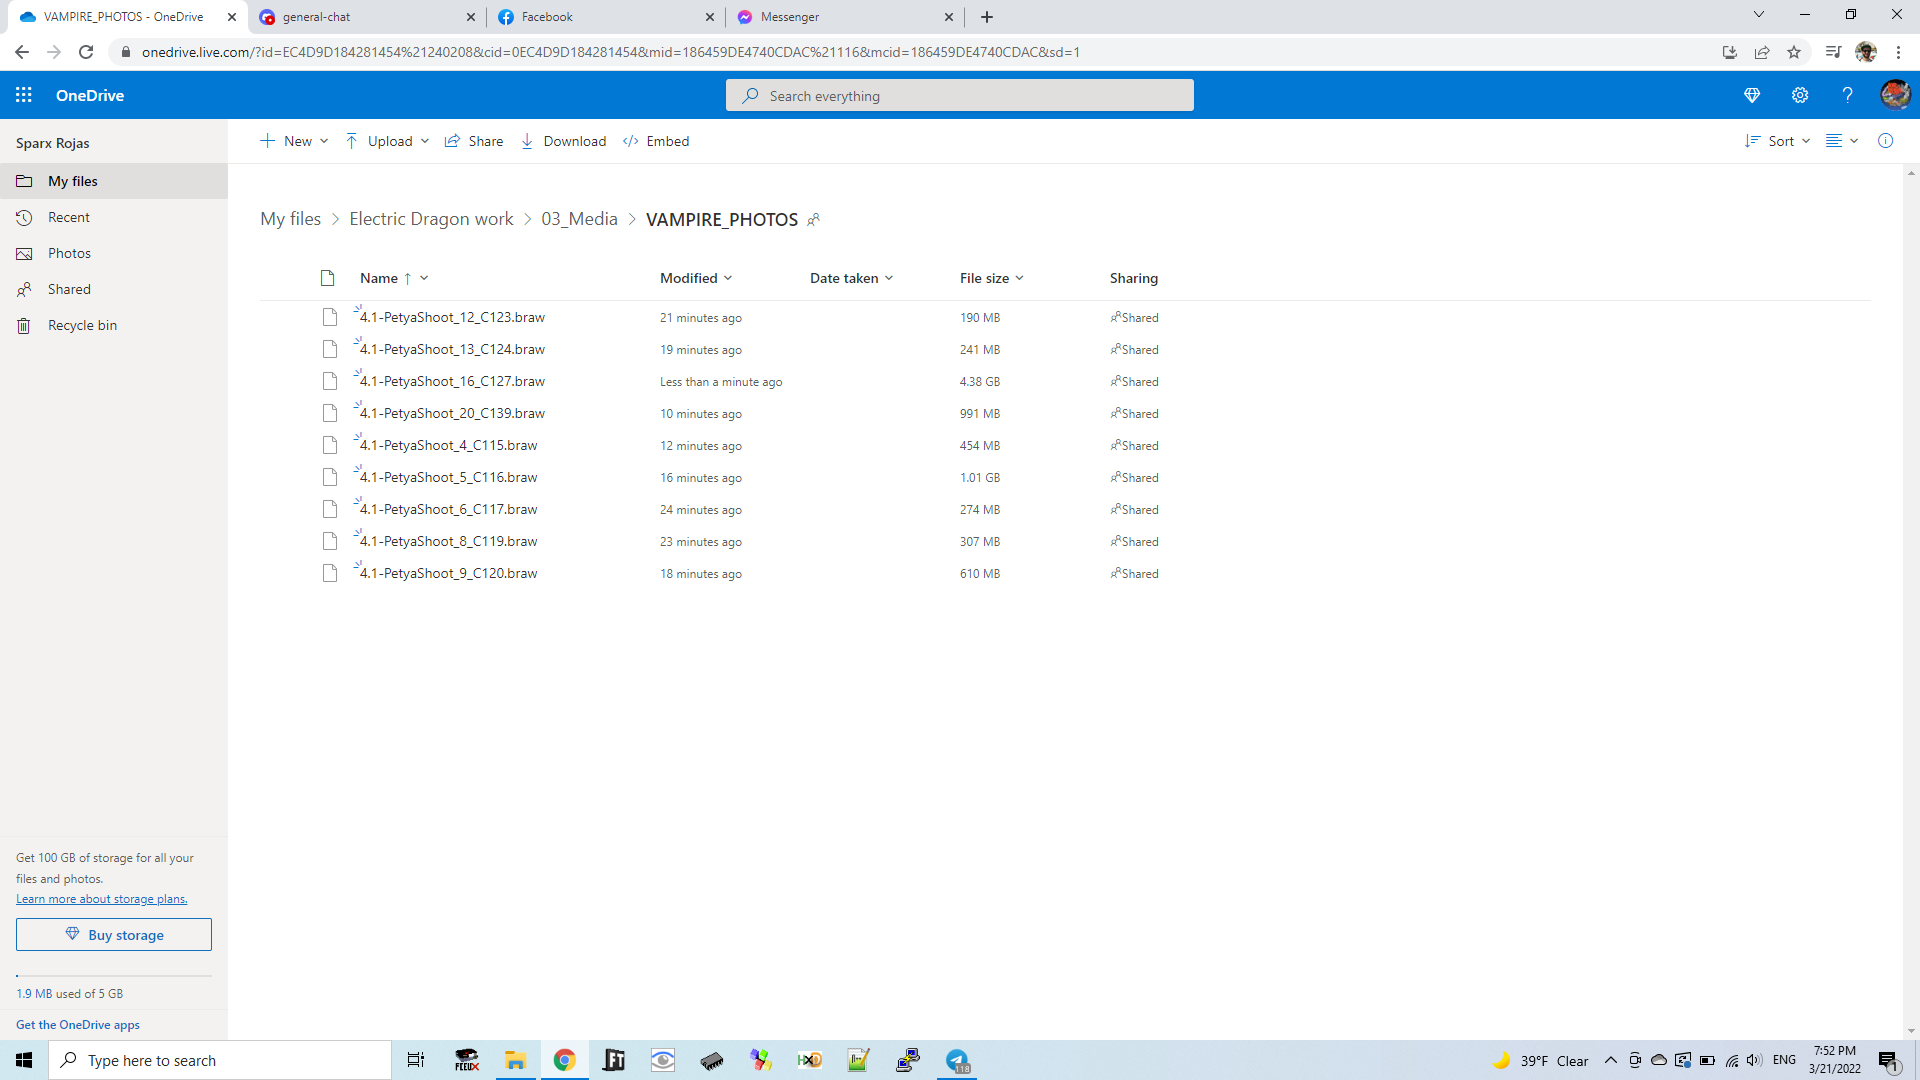 VAMPIRE_PHOTOS - OneDrive
general-chat
Facebook
Messenger
onedrive.live.com/?id=EC4D9D184281454%21240208&cid=0EC4D9D184281454&mid=186459DE4740CDAC%21116&mcid=186459DE4740CDAC&sd=1
OneDrive
Search everything
Sparx Rojas
New
Upload
Share
Download
Embed
Sort
My files
Recent
Photos
Shared
Recycle bin
My files > Electric Dragon work > 03_Media > VAMPIRE_PHOTOS
Name Modified Date taken File size Sharing
4.1-PetyaShoot_12_C123.braw 21 minutes ago 190 MB Shared
4.1-PetyaShoot_13_C124.braw 19 minutes ago 241 MB Shared
4.1-PetyaShoot_16_C127.braw Less than a minute ago 4.38 GB Shared
4.1-PetyaShoot_20_C139.braw 10 minutes ago 991 MB Shared
4.1-PetyaShoot_4_C115.braw 12 minutes ago 454 MB Shared
4.1-PetyaShoot_5_C116.braw 16 minutes ago 1.01 GB Shared
4.1-PetyaShoot_6_C117.braw 24 minutes ago 274 MB Shared
4.1-PetyaShoot_8_C119.braw 23 minutes ago 307 MB Shared
4.1-PetyaShoot_9_C120.braw 18 minutes ago 610 MB Shared
Get 100 GB of storage for all your
files and photos.
Learn more about storage plans.
Buy storage
1.9 MB used of 5 GB
Get the OneDrive apps
Type here to search
118
39°F Clear
ENG
7:52 PM
3/21/2022
1